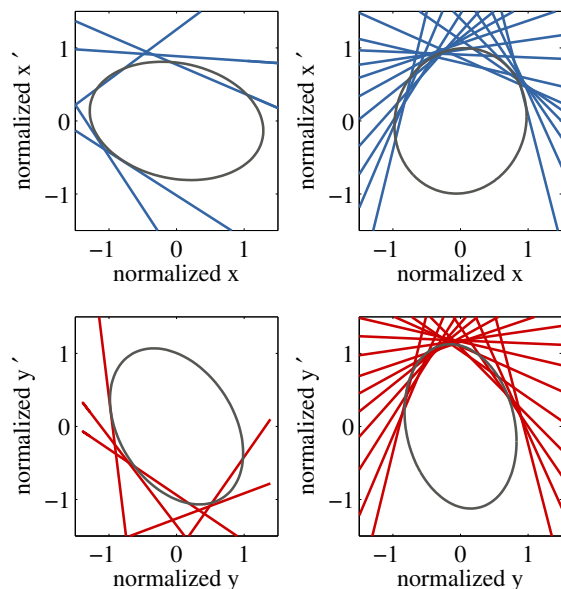 1
0
−1
normalized x´
−1 0 1
normalized x
1
0
−1
normalized x´
−1 0 1
normalized x
1
0
−1
normalized y´
−1 0 1
normalized y
1
0
−1
normalized y´
−1 0 1
normalized y